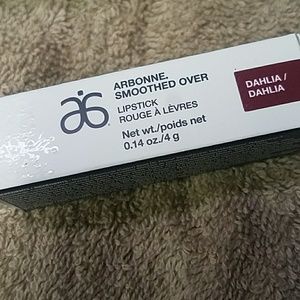 ARBONNE.
SMOOTHED OVER
LIPSTICK
ROUGE À LÈVRES
Net wt./poids net
0.14 oz./4 g
DAHLIA /
DAHLIA